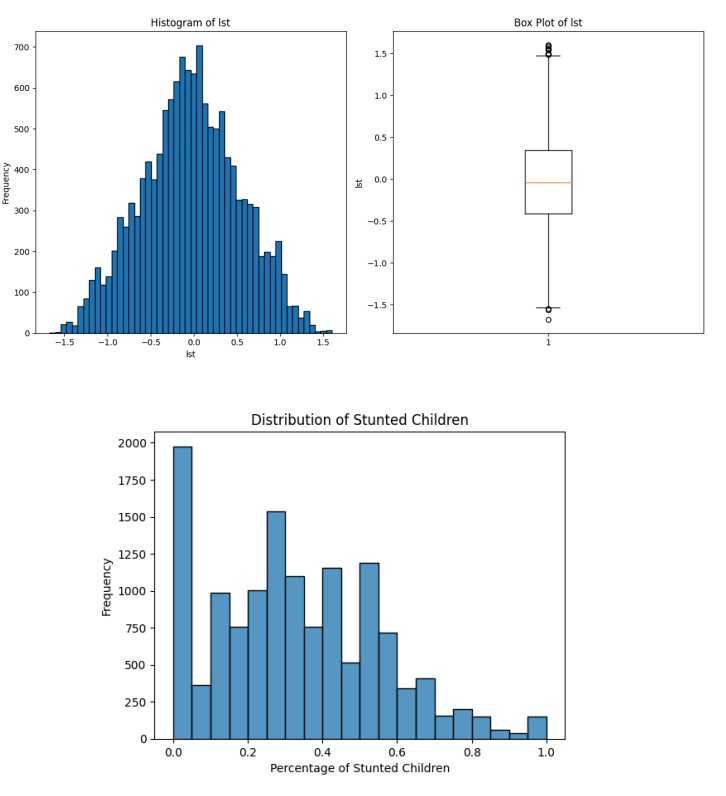 Histogram of lst
700
600
500
400
300
200
100
0
Frequency
−1.5 −1.0 −0.5 0.0 0.5 1.0 1.5
lst
Box Plot of lst
1.5
1.0
0.5
0.0
−0.5
−1.0
−1.5
lst
1
Distribution of Stunted Children
2000
1750
1500
1250
1000
750
500
250
0
Frequency
0.0 0.2 0.4 0.6 0.8 1.0
Percentage of Stunted Children